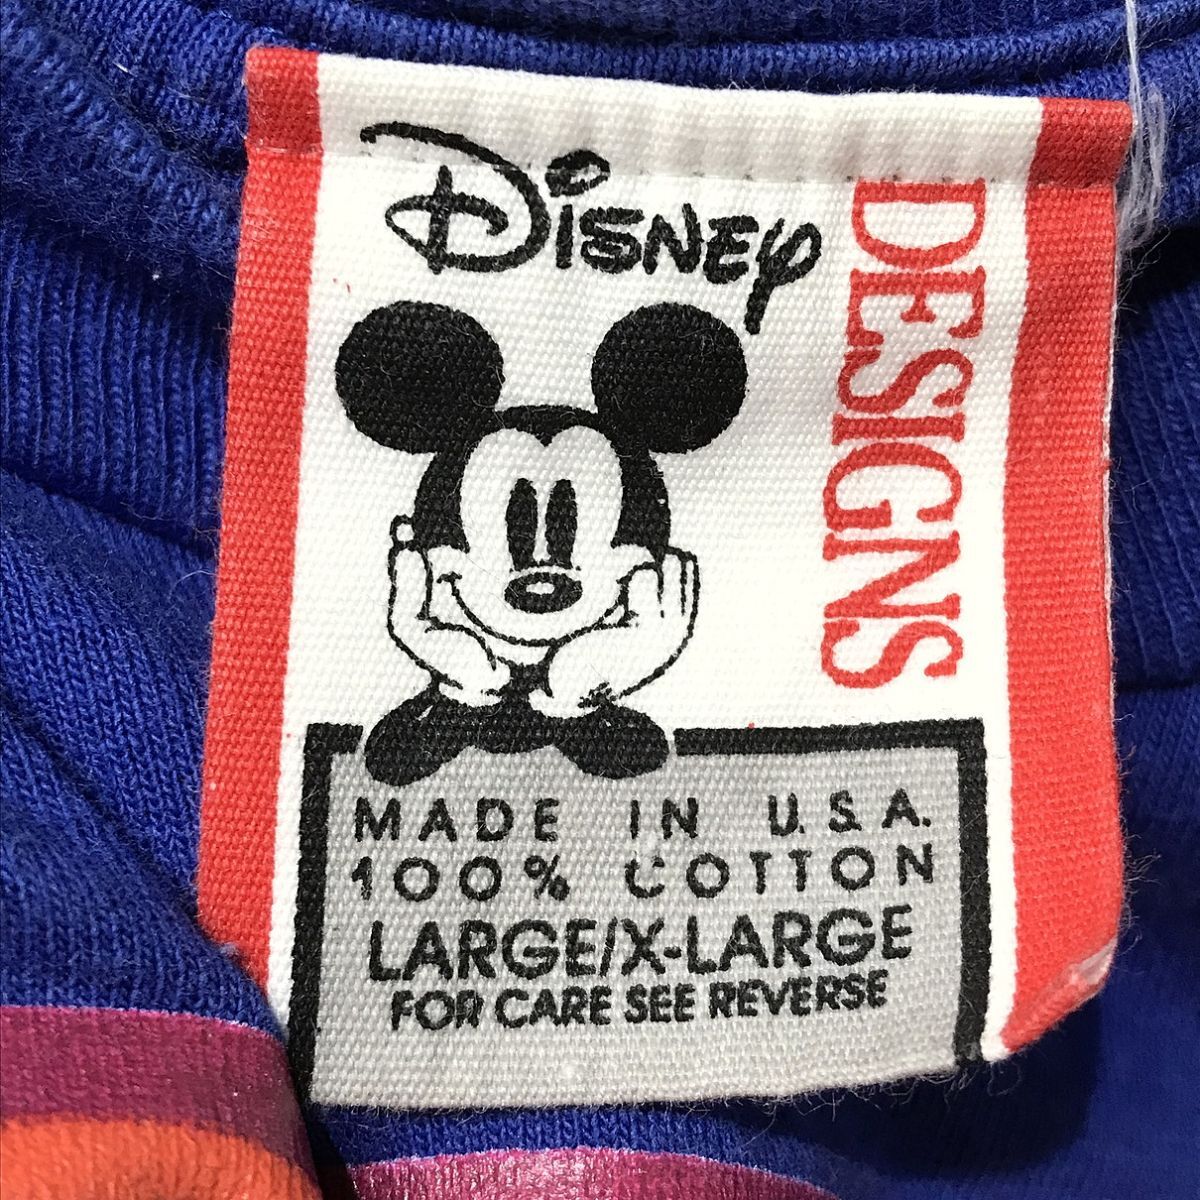 Disney
DESIGNS
MADE IN U.S.A.
100% COTTON
LARGE/X-LARGE
FOR CARE SEE REVERSE